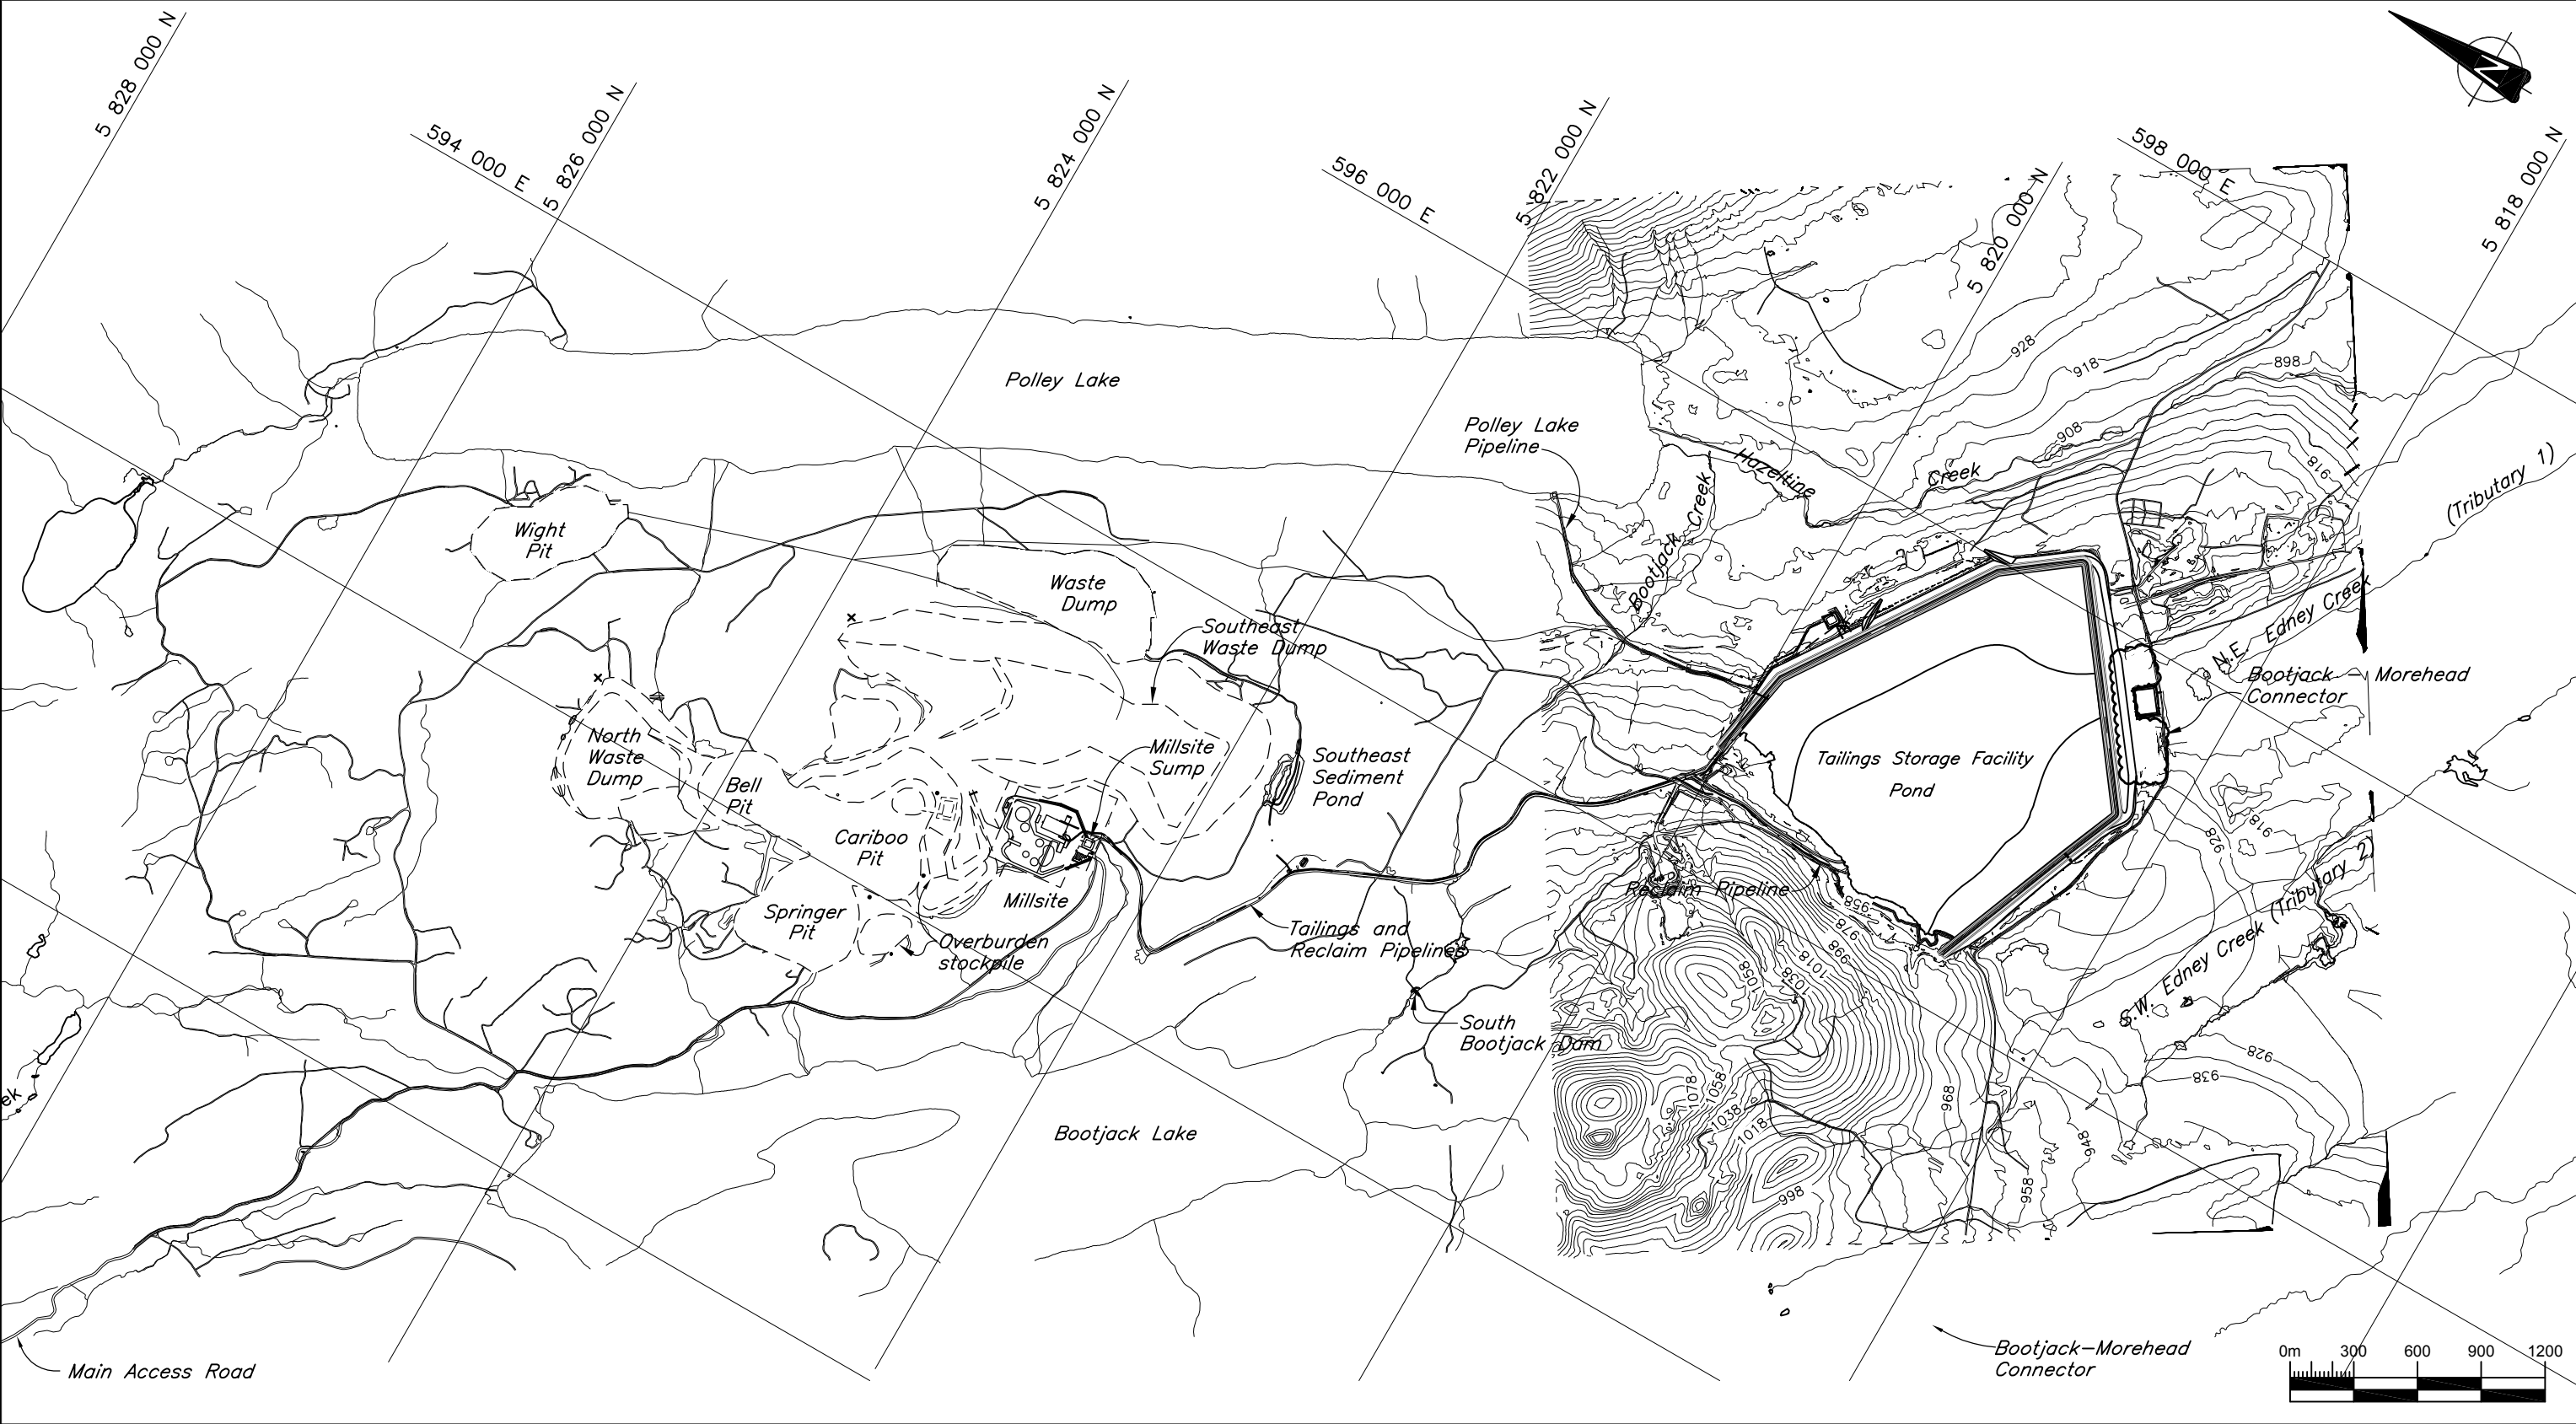 5 828 000 N
594 000 E
5 826 000 N
5 824 000 N
596 000 E
5 822 000 N
5 820 000 N
598 000 E
5 818 000 N
N
Polley Lake
Polley Lake
Pipeline
Hazeltine
Creek
Bootjack Creek
928
918
898
908
918
(Tributary 1)
N.E. Edney Creek
Wight
Pit
Waste
Dump
Southeast
Waste Dump
Bootjack - Morehead
Connector
North
Waste
Dump
Bell
Pit
Millsite
Sump
Southeast
Sediment
Pond
Tailings Storage Facility
Pond
Cariboo
Pit
Millsite
Springer
Pit
Overburden
stockpile
Tailings and
Reclaim Pipelines
Reclaim Pipeline
958
978
998
1018
1038
1058
918
928
S.W. Edney Creek (Tributary 2)
South
Bootjack Dam
928
938
1078
1058
1038
1018
998
968
948
958
Bootjack Lake
ek
Main Access Road
Bootjack-Morehead
Connector
0m 300 600 900 1200